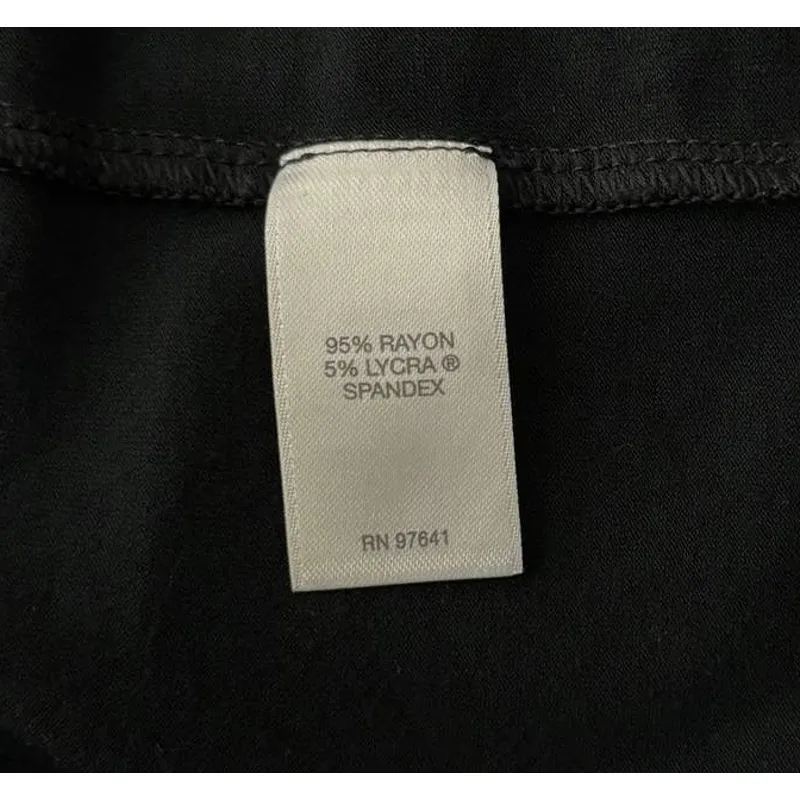 95% RAYON
5% LYCRA ®
SPANDEX
RN 97641